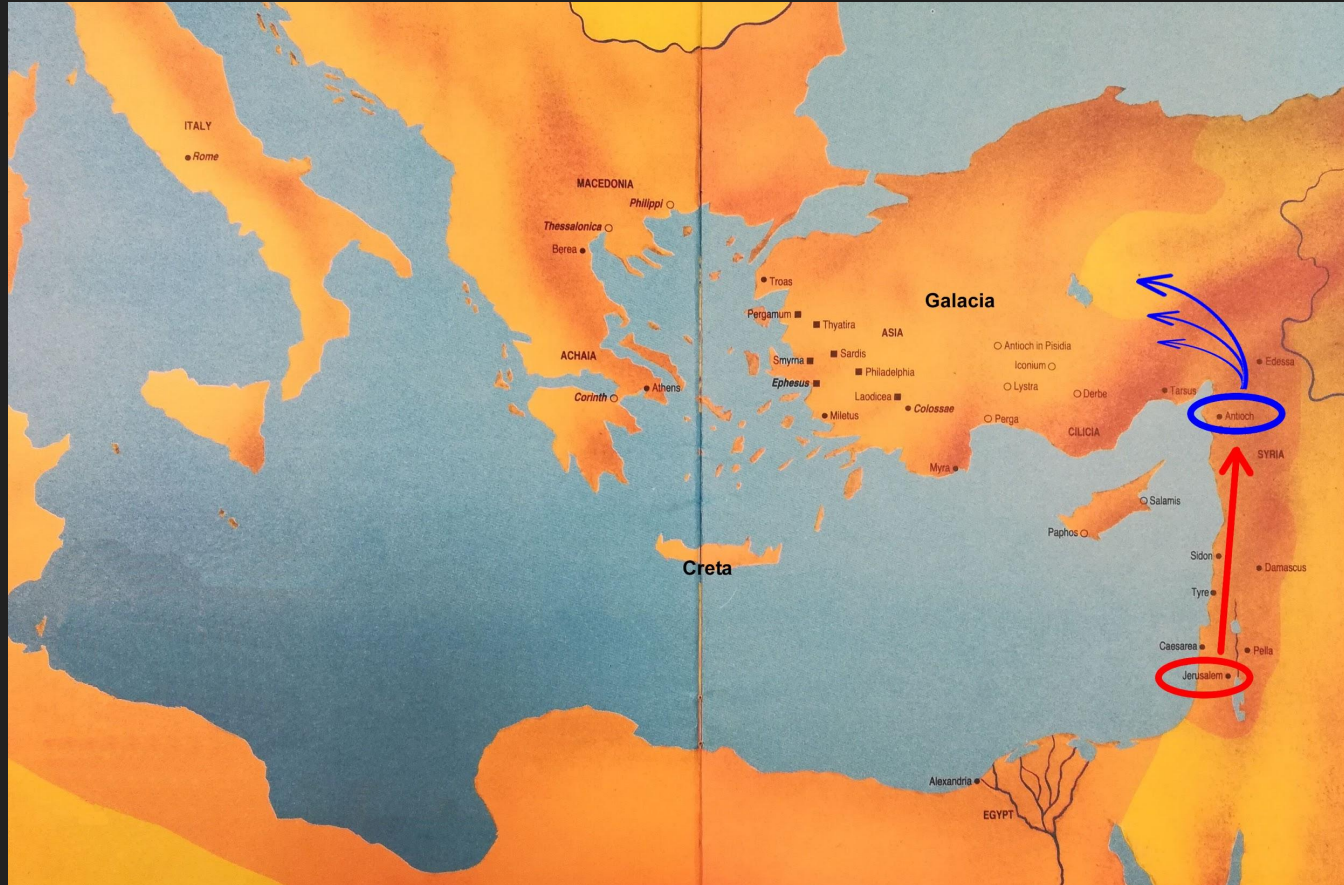 ITALY
Rome
MACEDONIA
Philippi
Thessalonica
Berea
Troas
Galacia
Pergamum
Thyatira
ASIA
Antioch in Pisidia
ACHAIA
Smyrna
Sardis
Iconium
Edessa
Philadelphia
Athens
Ephesus
Lystra
Tarsus
Corinth
Laodicea
Derbe
Colossae
Miletus
Perga
Antioch
CILICIA
SYRIA
Myra
Salamis
Paphos
Sidon
Creta
Damascus
Tyre
Caesarea
Pella
Jerusalem
Alexandria
EGYPT